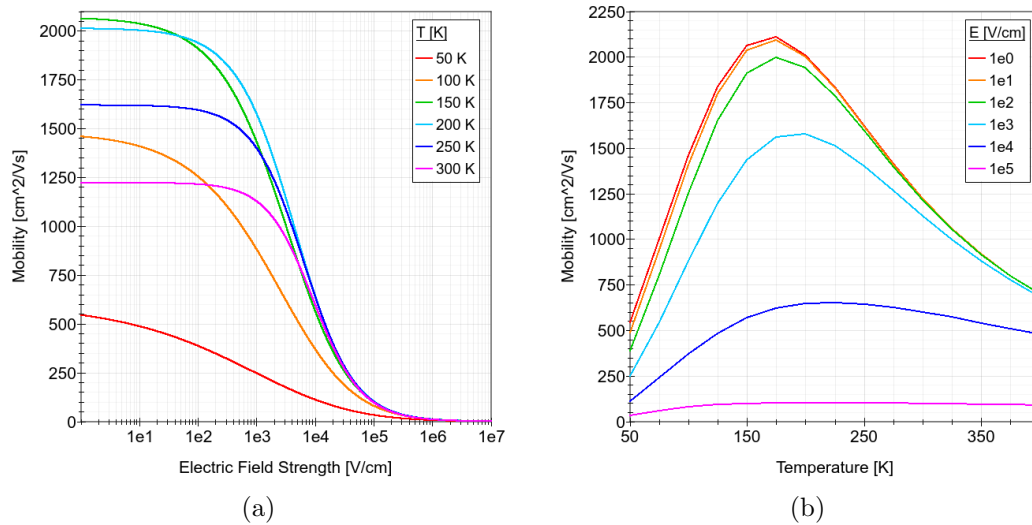 2000
1750
1500
1250
1000
750
500
250
0
Mobility [cm^2/Vs]
1e1
1e2
1e3
1e4
1e5
1e6
1e7
Electric Field Strength [V/cm]
T [K]
50 K
100 K
150 K
200 K
250 K
300 K
(a)
2250
2000
1750
1500
1250
1000
750
500
250
0
Mobility [cm^2/Vs]
50
150
250
350
Temperature [K]
E [V/cm]
1e0
1e1
1e2
1e3
1e4
1e5
(b)